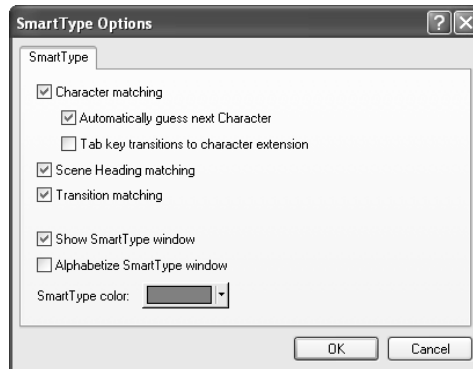 SmartType Options
SmartType
Character matching
Automatically guess next Character
Tab key transitions to character extension
Scene Heading matching
Transition matching
Show SmartType window
Alphabetize SmartType window
SmartType color:
OK Cancel